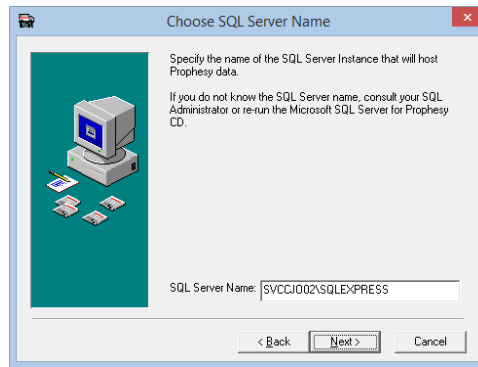 Choose SQL Server Name
Specify the name of the SQL Server Instance that will host
Prophesy data.
If you do not know the SQL Server name, consult your SQL
Administrator or re-run the Microsoft SQL Server for Prophesy
CD.
SQL Server Name: SVCCJO02\SQLEXPRESS
< Back Next > Cancel